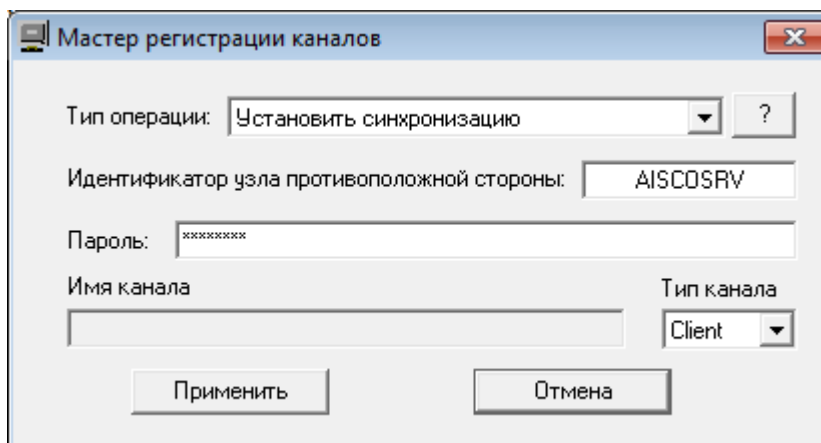 Мастер регистрации каналов
Тип операции: Установить синхронизацию ?
Идентификатор узла противоположной стороны: AISCOSRV
Пароль: ********
Имя канала Тип канала
Client
Применить Отмена